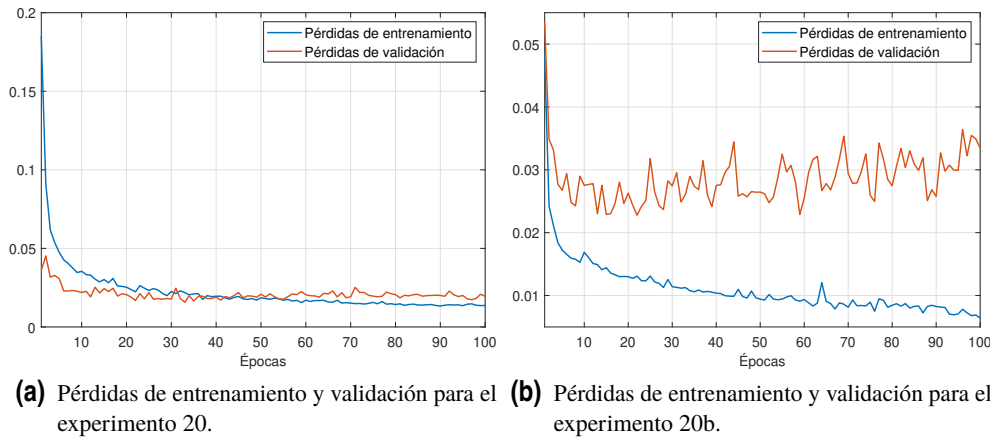 0.2
0.15
0.1
0.05
0
Pérdidas de entrenamiento
Pérdidas de validación
10 20 30 40 50 60 70 80 90 100
Épocas
(a) Pérdidas de entrenamiento y validación para el
experimento 20.
0.05
0.04
0.03
0.02
0.01
Pérdidas de entrenamiento
Pérdidas de validación
10 20 30 40 50 60 70 80 90 100
Épocas
(b) Pérdidas de entrenamiento y validación para el
experimento 20b.